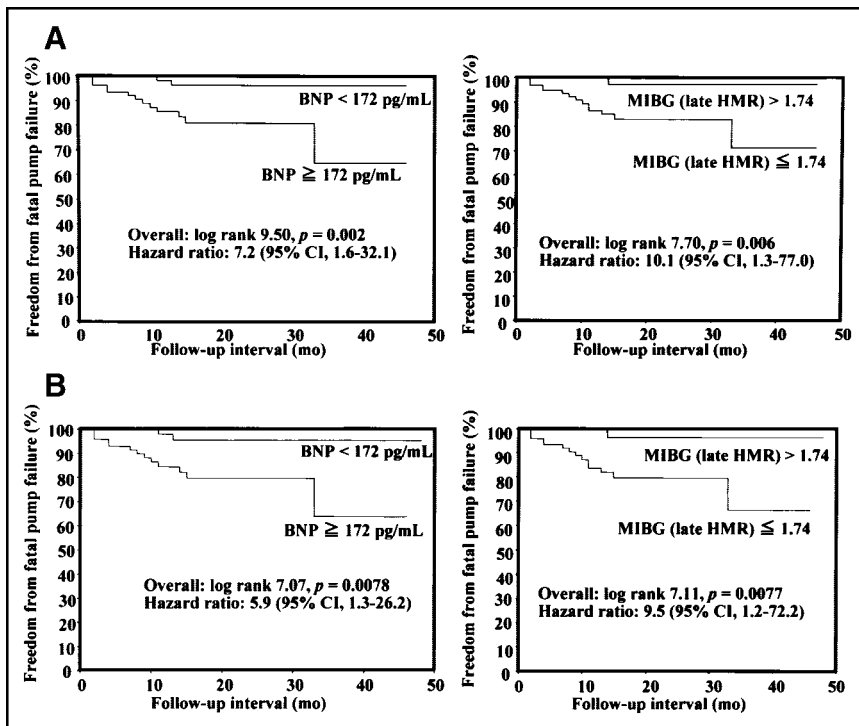 A
Freedom from fatal pump failure (%)
100
90
80
70
60
50
40
30
20
10
0
BNP < 172 pg/mL
BNP ≧ 172 pg/mL
Overall: log rank 9.50, p = 0.002
Hazard ratio: 7.2 (95% CI, 1.6-32.1)
0 10 20 30 40 50
Follow-up interval (mo)
Freedom from fatal pump failure (%)
100
90
80
70
60
50
40
30
20
10
0
MIBG (late HMR) > 1.74
MIBG (late HMR) ≦ 1.74
Overall: log rank 7.70, p = 0.006
Hazard ratio: 10.1 (95% CI, 1.3-77.0)
0 10 20 30 40 50
Follow-up interval (mo)
B
Freedom from fatal pump failure (%)
100
90
80
70
60
50
40
30
20
10
0
BNP < 172 pg/mL
BNP ≧ 172 pg/mL
Overall: log rank 7.07, p = 0.0078
Hazard ratio: 5.9 (95% CI, 1.3-26.2)
0 10 20 30 40 50
Follow-up interval (mo)
Freedom from fatal pump failure (%)
100
90
80
70
60
50
40
30
20
10
0
MIBG (late HMR) > 1.74
MIBG (late HMR) ≦ 1.74
Overall: log rank 7.11, p = 0.0077
Hazard ratio: 9.5 (95% CI, 1.2-72.2)
0 10 20 30 40 50
Follow-up interval (mo)